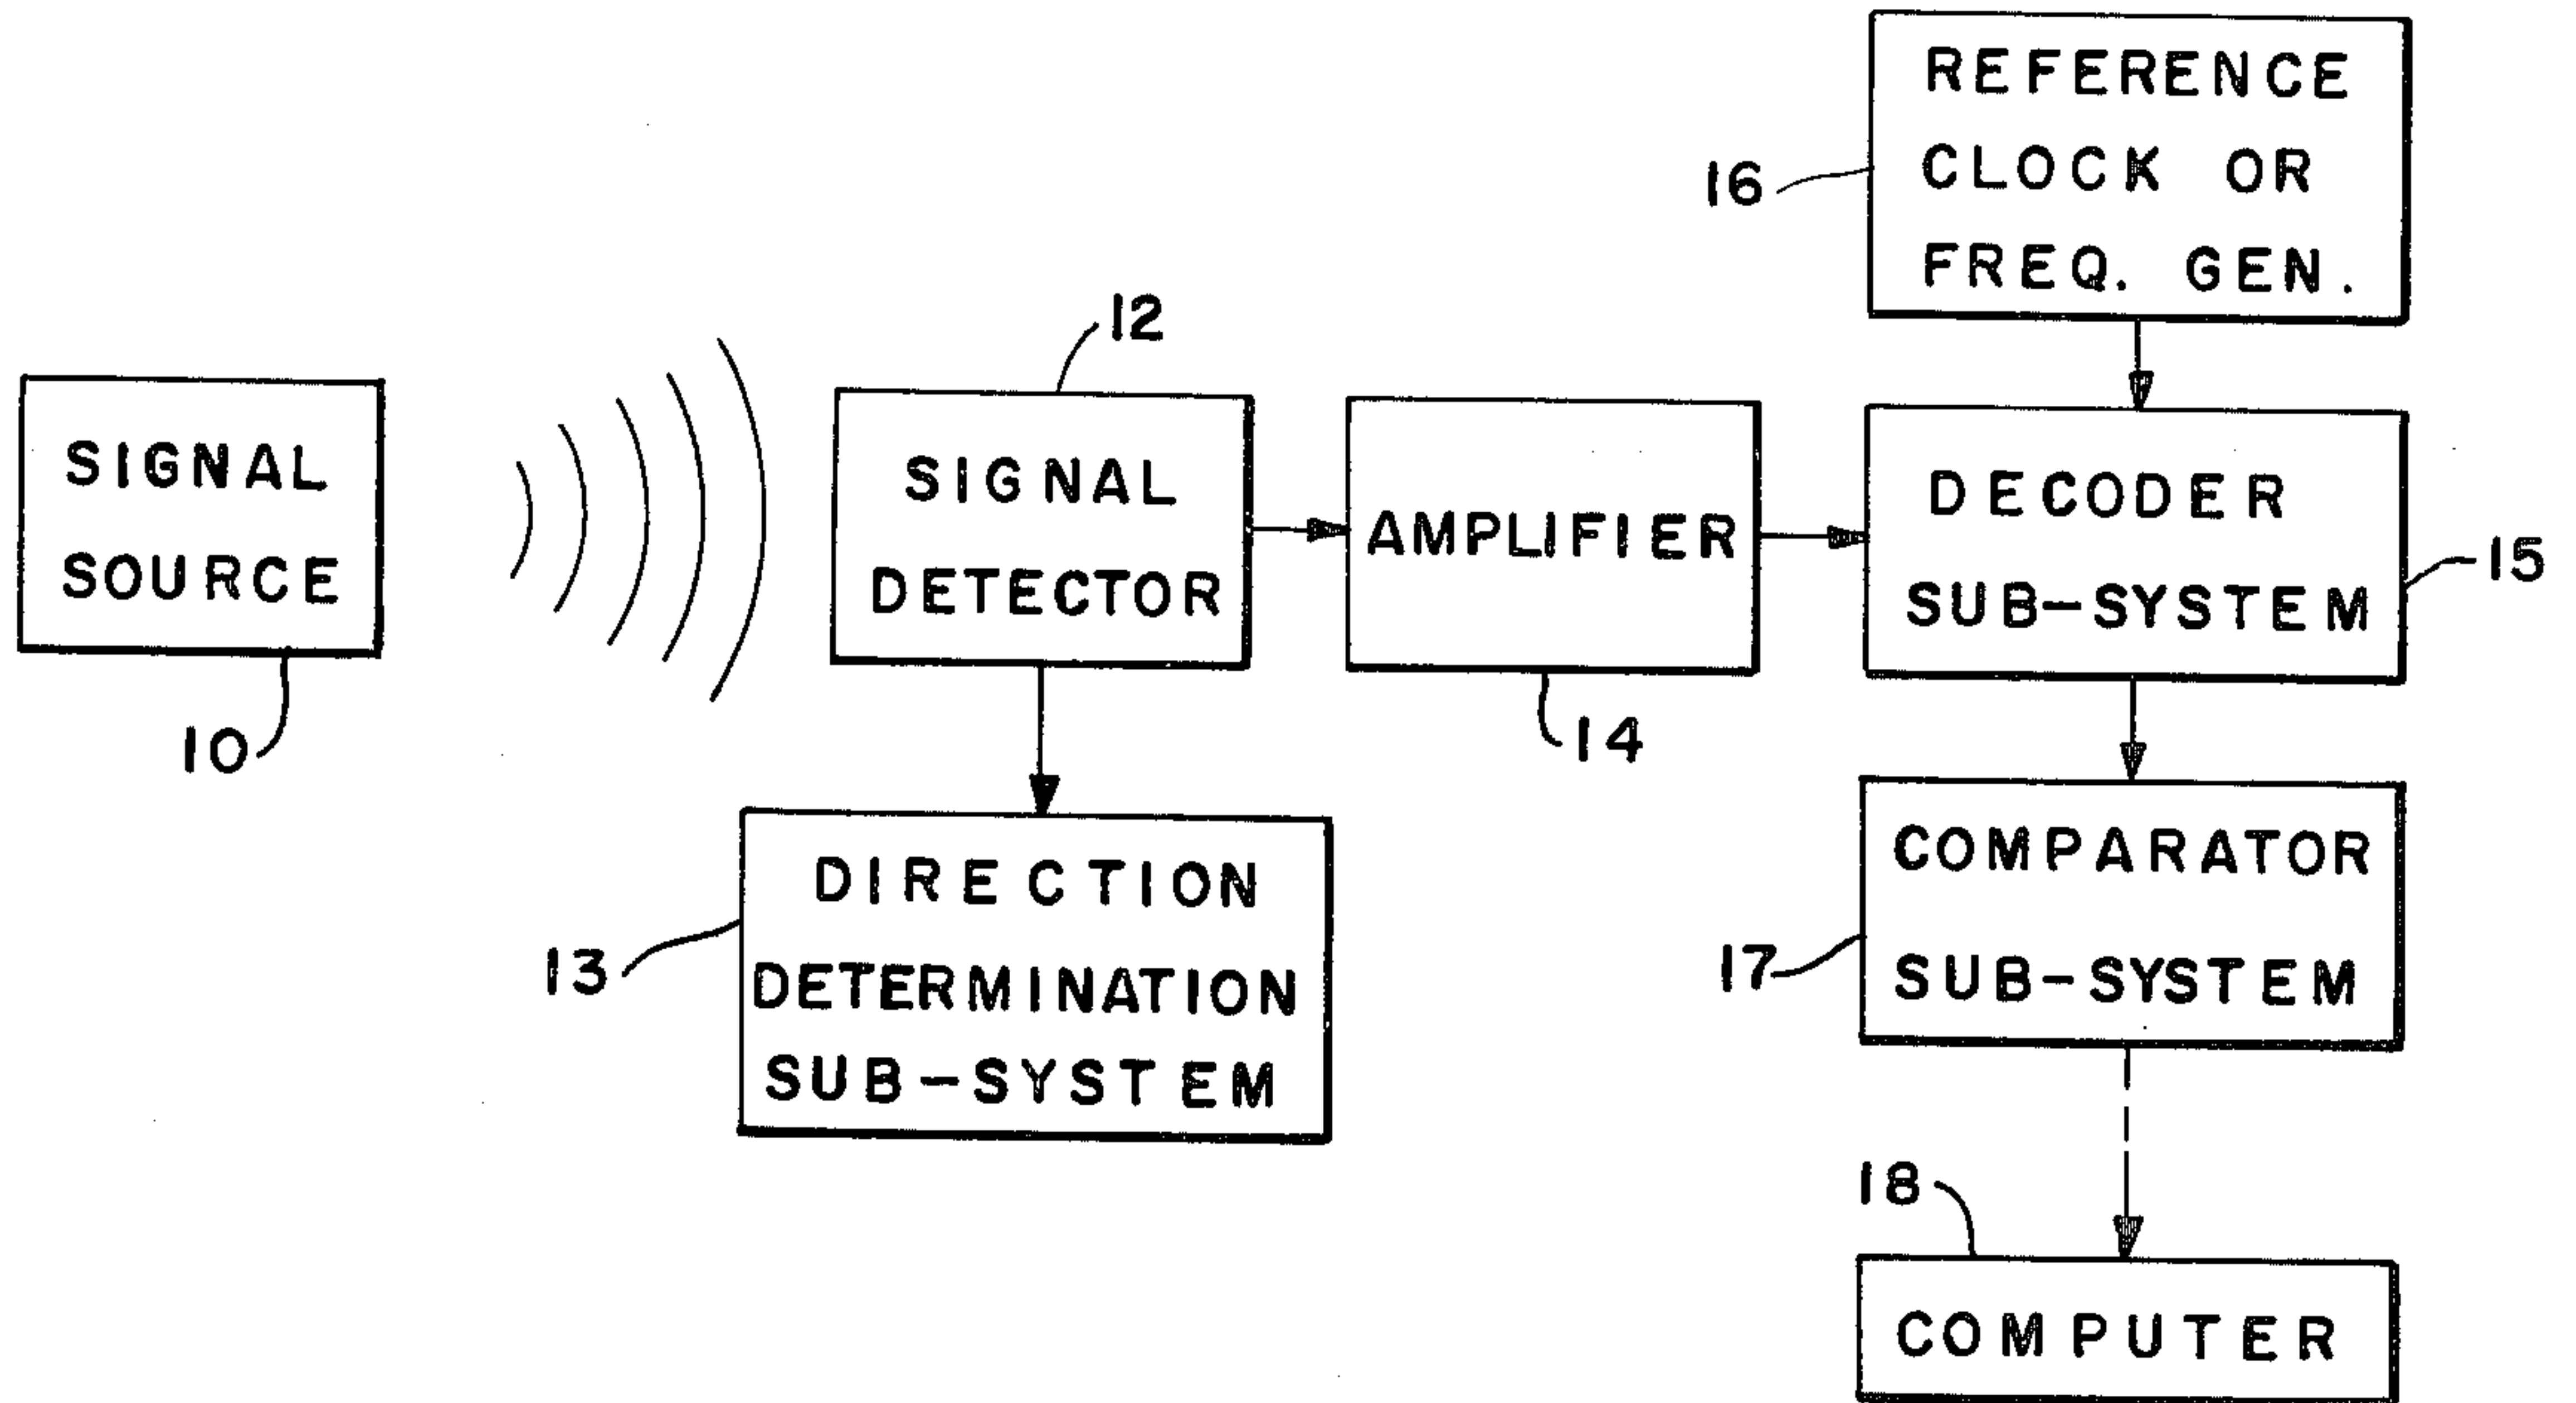 REFERENCE
CLOCK OR
FREQ. GEN.
16
12
SIGNAL
SOURCE
10
SIGNAL
DETECTOR
AMPLIFIER
14
DECODER
SUB-SYSTEM
15
DIRECTION
DETERMINATION
SUB-SYSTEM
13
COMPARATOR
SUB-SYSTEM
17
18
COMPUTER